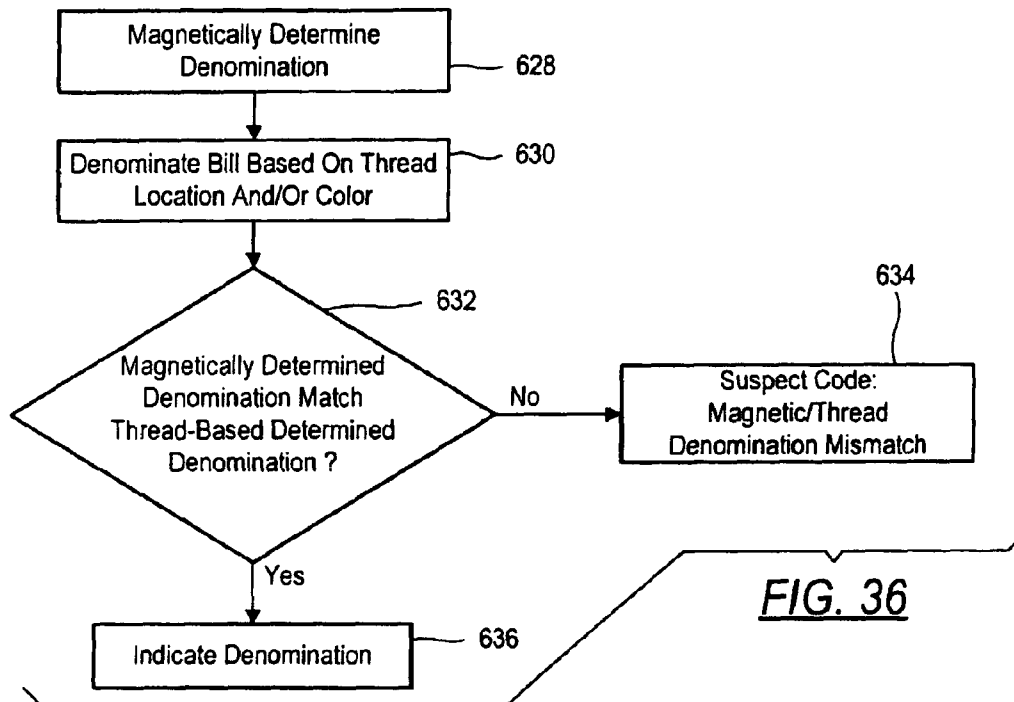 Magnetically Determine
Denomination
628
Denominate Bill Based On Thread
Location And/Or Color
630
632
Magnetically Determined
Denomination Match
Thread-Based Determined
Denomination ?
No
634
Suspect Code:
Magnetic/Thread
Denomination Mismatch
Yes
Indicate Denomination
636
FIG. 36